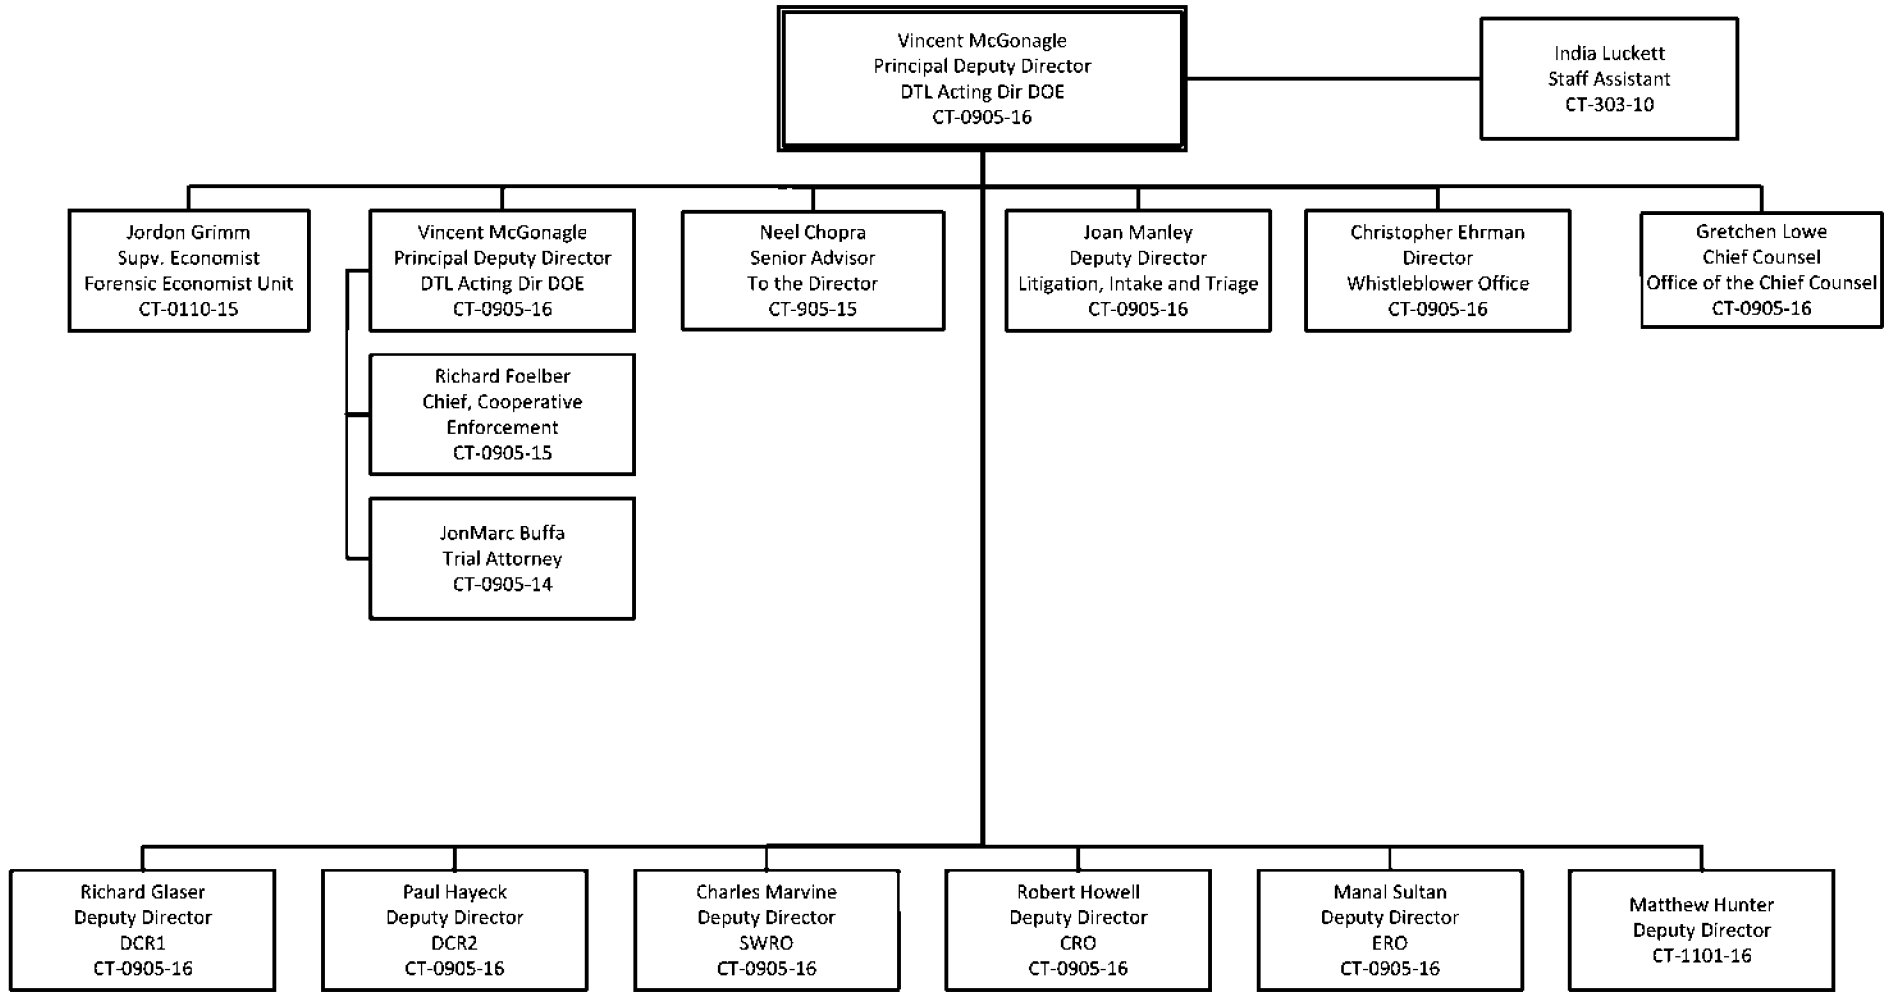 Vincent McGonagle
Principal Deputy Director
DTL Acting Dir DOE
CT-0905-16
India Luckett
Staff Assistant
CT-303-10
Jordon Grimm
Supv. Economist
Forensic Economist Unit
CT-0110-15
Vincent McGonagle
Principal Deputy Director
DTL Acting Dir DOE
CT-0905-16
Neel Chopra
Senior Advisor
To the Director
CT-905-15
Joan Manley
Deputy Director
Litigation, Intake and Triage
CT-0905-16
Christopher Ehrman
Director
Whistleblower Office
CT-0905-16
Gretchen Lowe
Chief Counsel
Office of the Chief Counsel
CT-0905-16
Richard Foelber
Chief, Cooperative
Enforcement
CT-0905-15
JonMarc Buffa
Trial Attorney
CT-0905-14
Richard Glaser
Deputy Director
DCR1
CT-0905-16
Paul Hayeck
Deputy Director
DCR2
CT-0905-16
Charles Marvine
Deputy Director
SWRO
CT-0905-16
Robert Howell
Deputy Director
CRO
CT-0905-16
Manal Sultan
Deputy Director
ERO
CT-0905-16
Matthew Hunter
Deputy Director
CT-1101-16